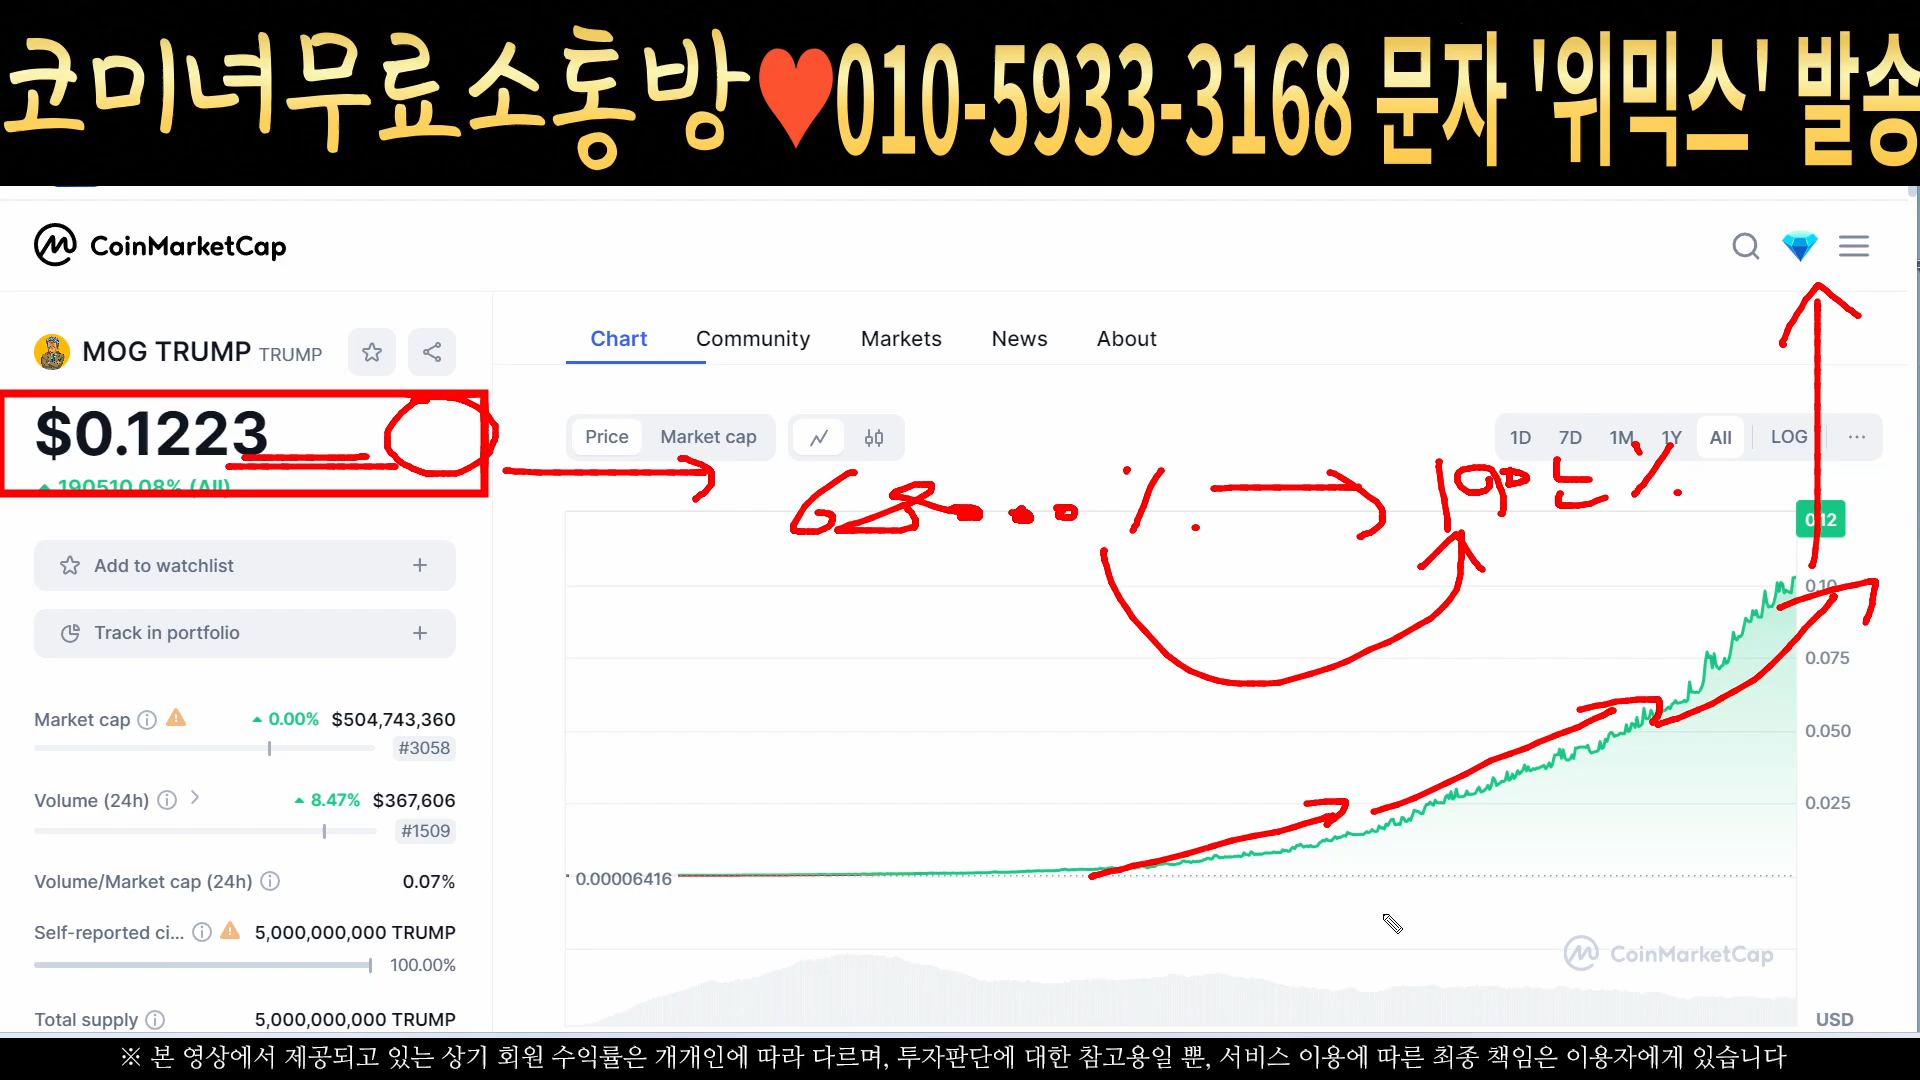 코미녀무료소통방♥010-5933-3168 문자 '위믹스' 발송
CoinMarketCap
MOG TRUMP TRUMP
$0.1223
190510.08% (All)
Add to watchlist +
Track in portfolio +
Market cap 0.00% $504,743,360
#3058
Volume (24h) 8.47% $367,606
#1509
Volume/Market cap (24h) 0.07%
Self-reported ci... 5,000,000,000 TRUMP
100.00%
Total supply 5,000,000,000 TRUMP
Chart Community Markets News About
Price Market cap
1D 7D 1M 1Y All LOG ...
%
%
0.12
0.10
0.075
0.050
0.025
0.00006416
CoinMarketCap
USD
※ 본 영상에서 제공되고 있는 상기 회원 수익률은 개개인에 따라 다르며, 투자판단에 대한 참고용일 뿐, 서비스 이용에 따른 최종 책임은 이용자에게 있습니다